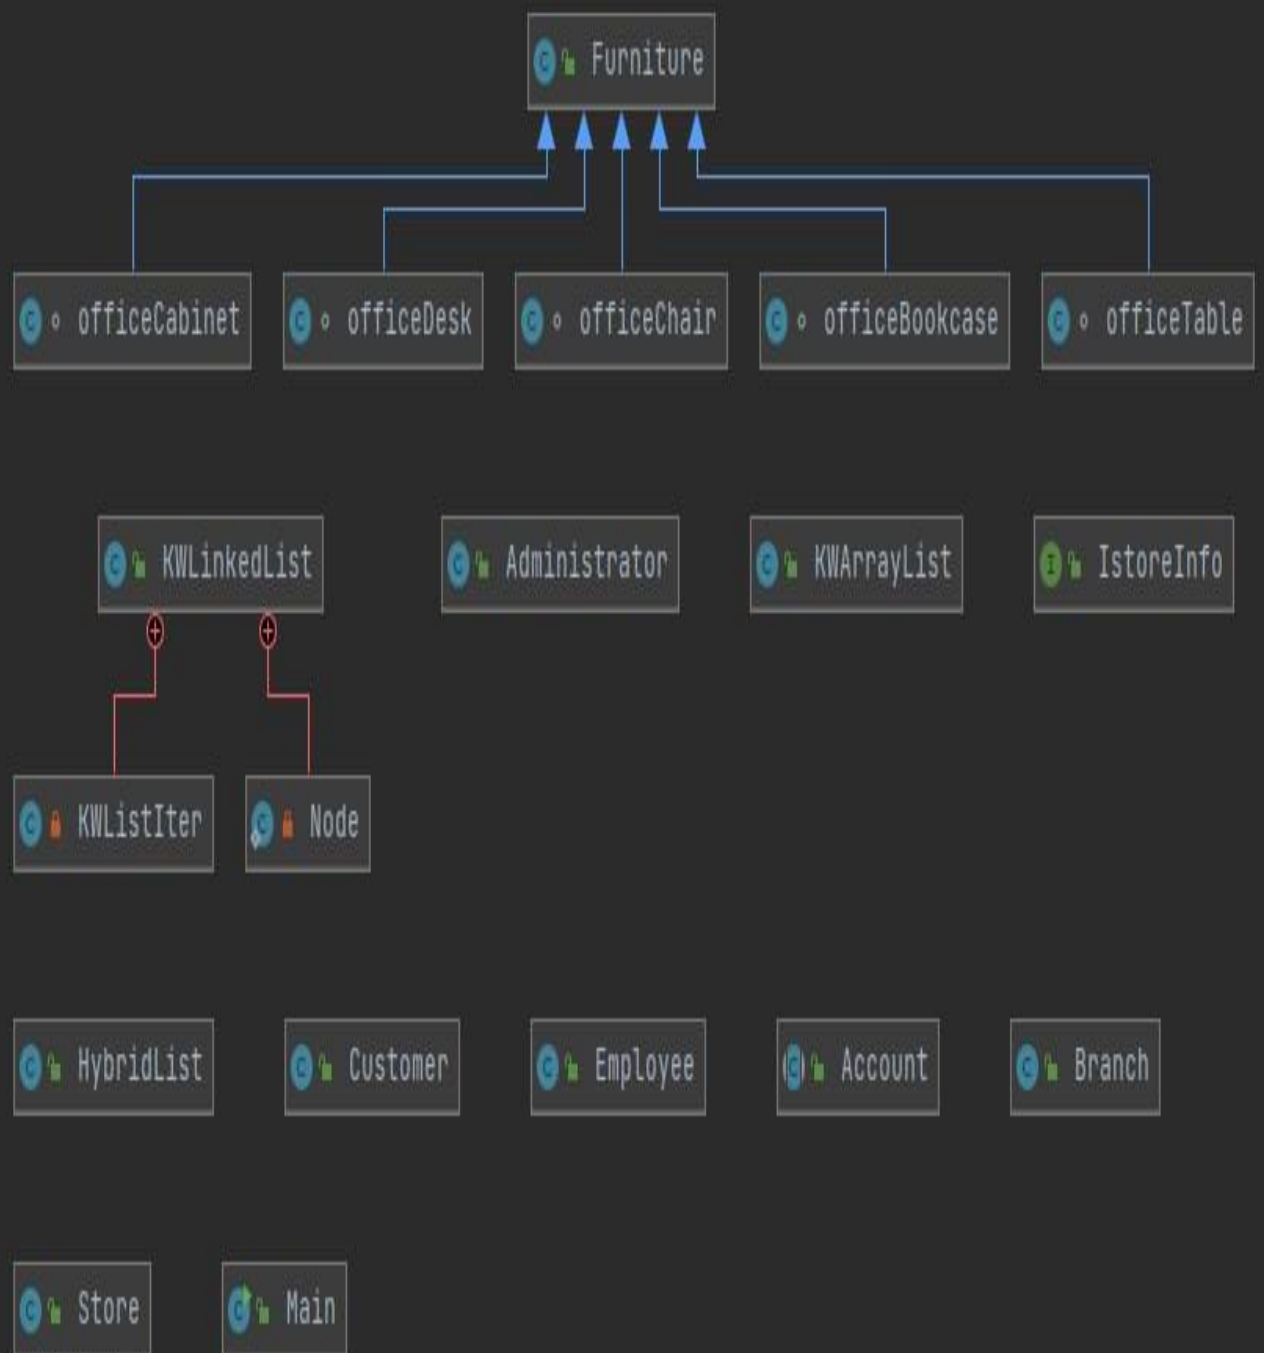 Furniture
officeCabinet officeDesk officeChair officeBookcase officeTable
KWLinkedList Administrator KWArrayList IstoreInfo
KWListIter Node
HybridList Customer Employee Account Branch
Store Main